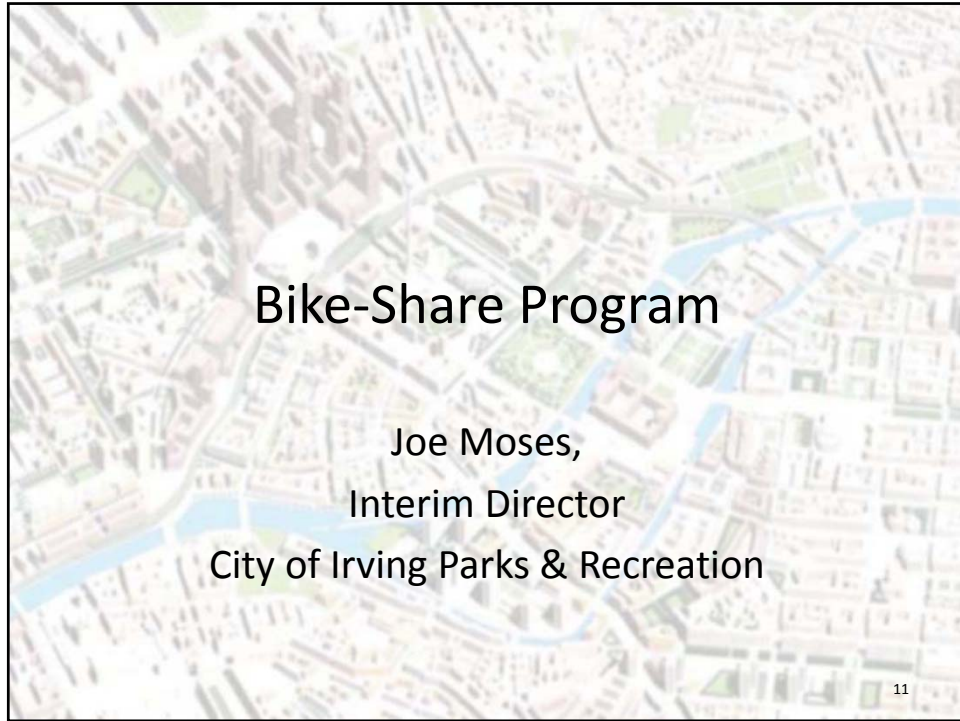 Bike-Share Program
Joe Moses,
Interim Director
City of Irving Parks & Recreation
11